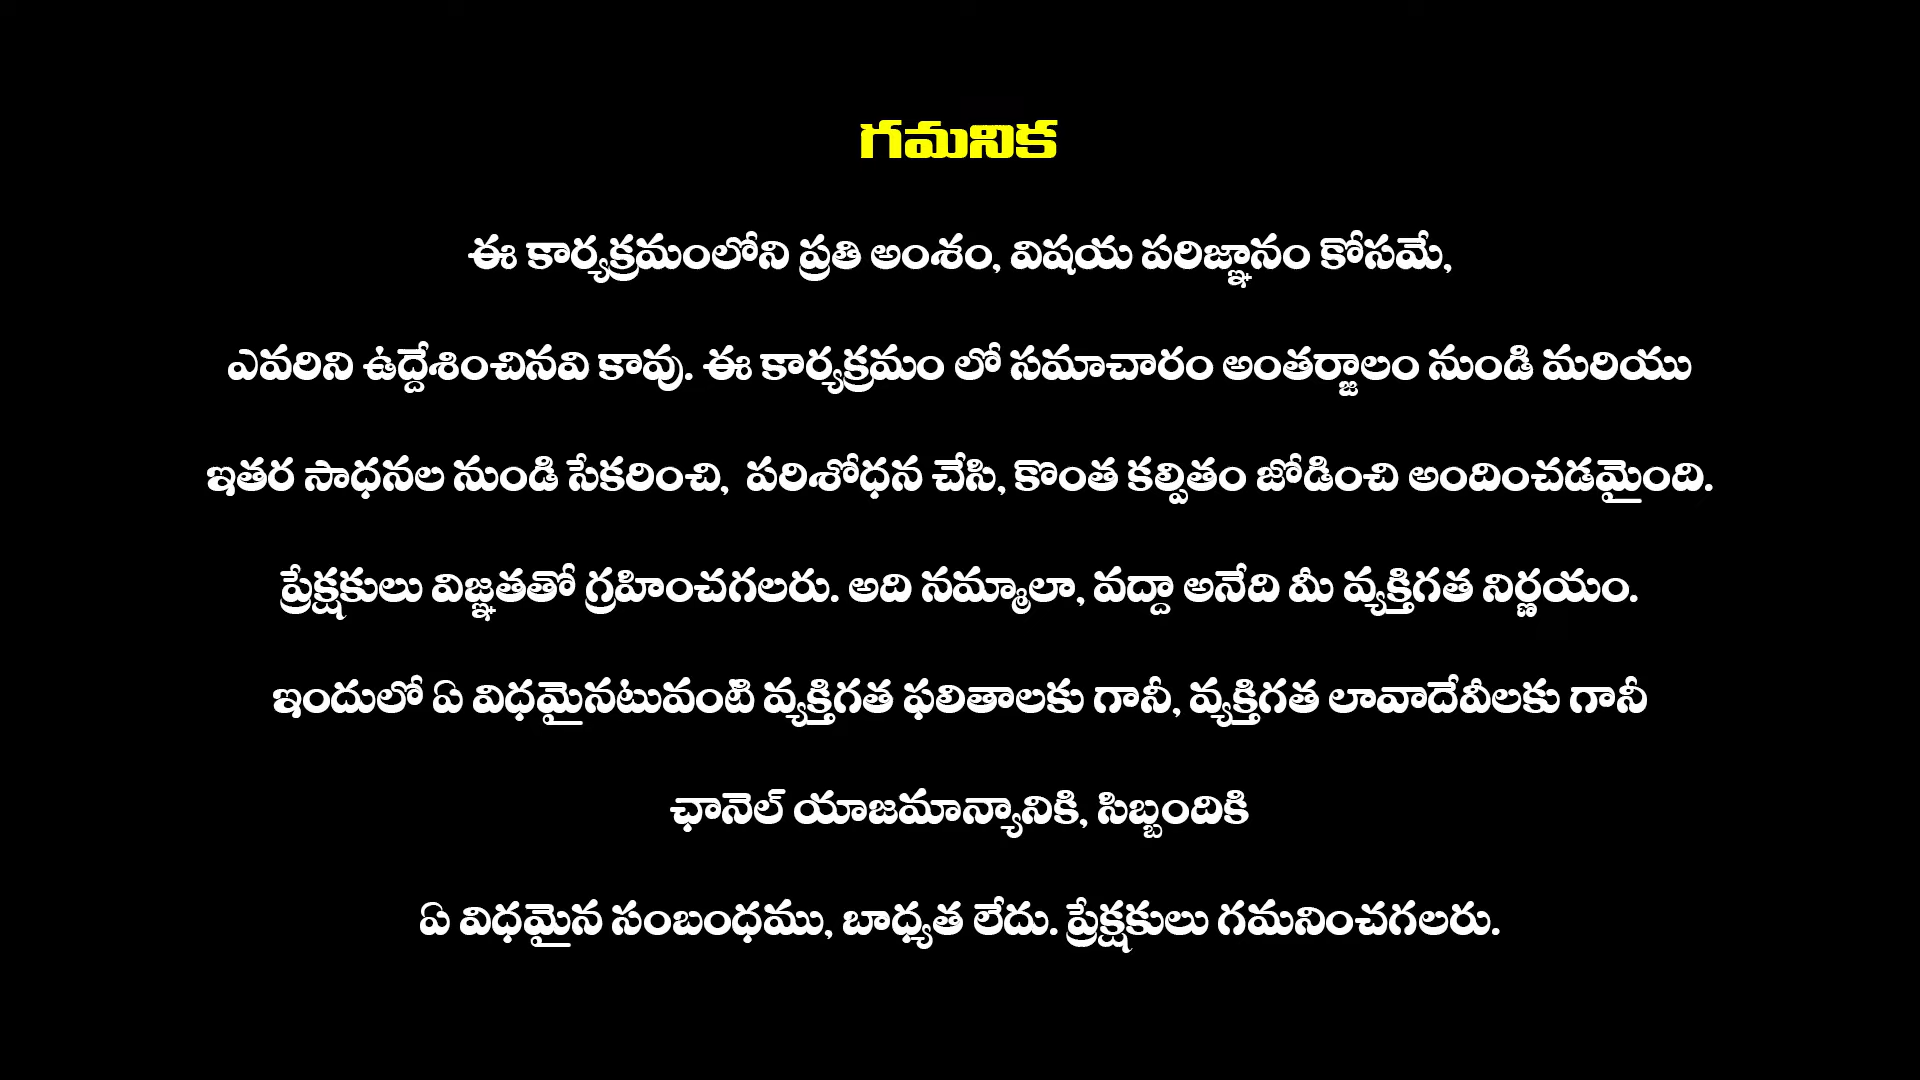 గమనిక
ఈ కార్యక్రమంలోని ప్రతి అంశం, విషయ పరిజ్ఞానం కోసమే,
ఎవరిని ఉద్దేశించినవి కావు. ఈ కార్యక్రమం లో సమాచారం అంతర్జాలం నుండి మరియు
ఇతర సాధనల నుండి సేకరించి, పరిశోధన చేసి, కొంత కల్పితం జోడించి అందించడమైంది.
ప్రేక్షకులు విజ్ఞతతో గ్రహించగలరు. అది నమ్మాలా, వద్దా అనేది మీ వ్యక్తిగత నిర్ణయం.
ఇందులో ఏ విధమైనటువంటి వ్యక్తిగత ఫలితాలకు గానీ, వ్యక్తిగత లావాదేవీలకు గానీ
ఛానెల్ యాజమాన్యానికి, సిబ్బందికి
ఏ విధమైన సంబంధము, బాధ్యత లేదు. ప్రేక్షకులు గమనించగలరు.